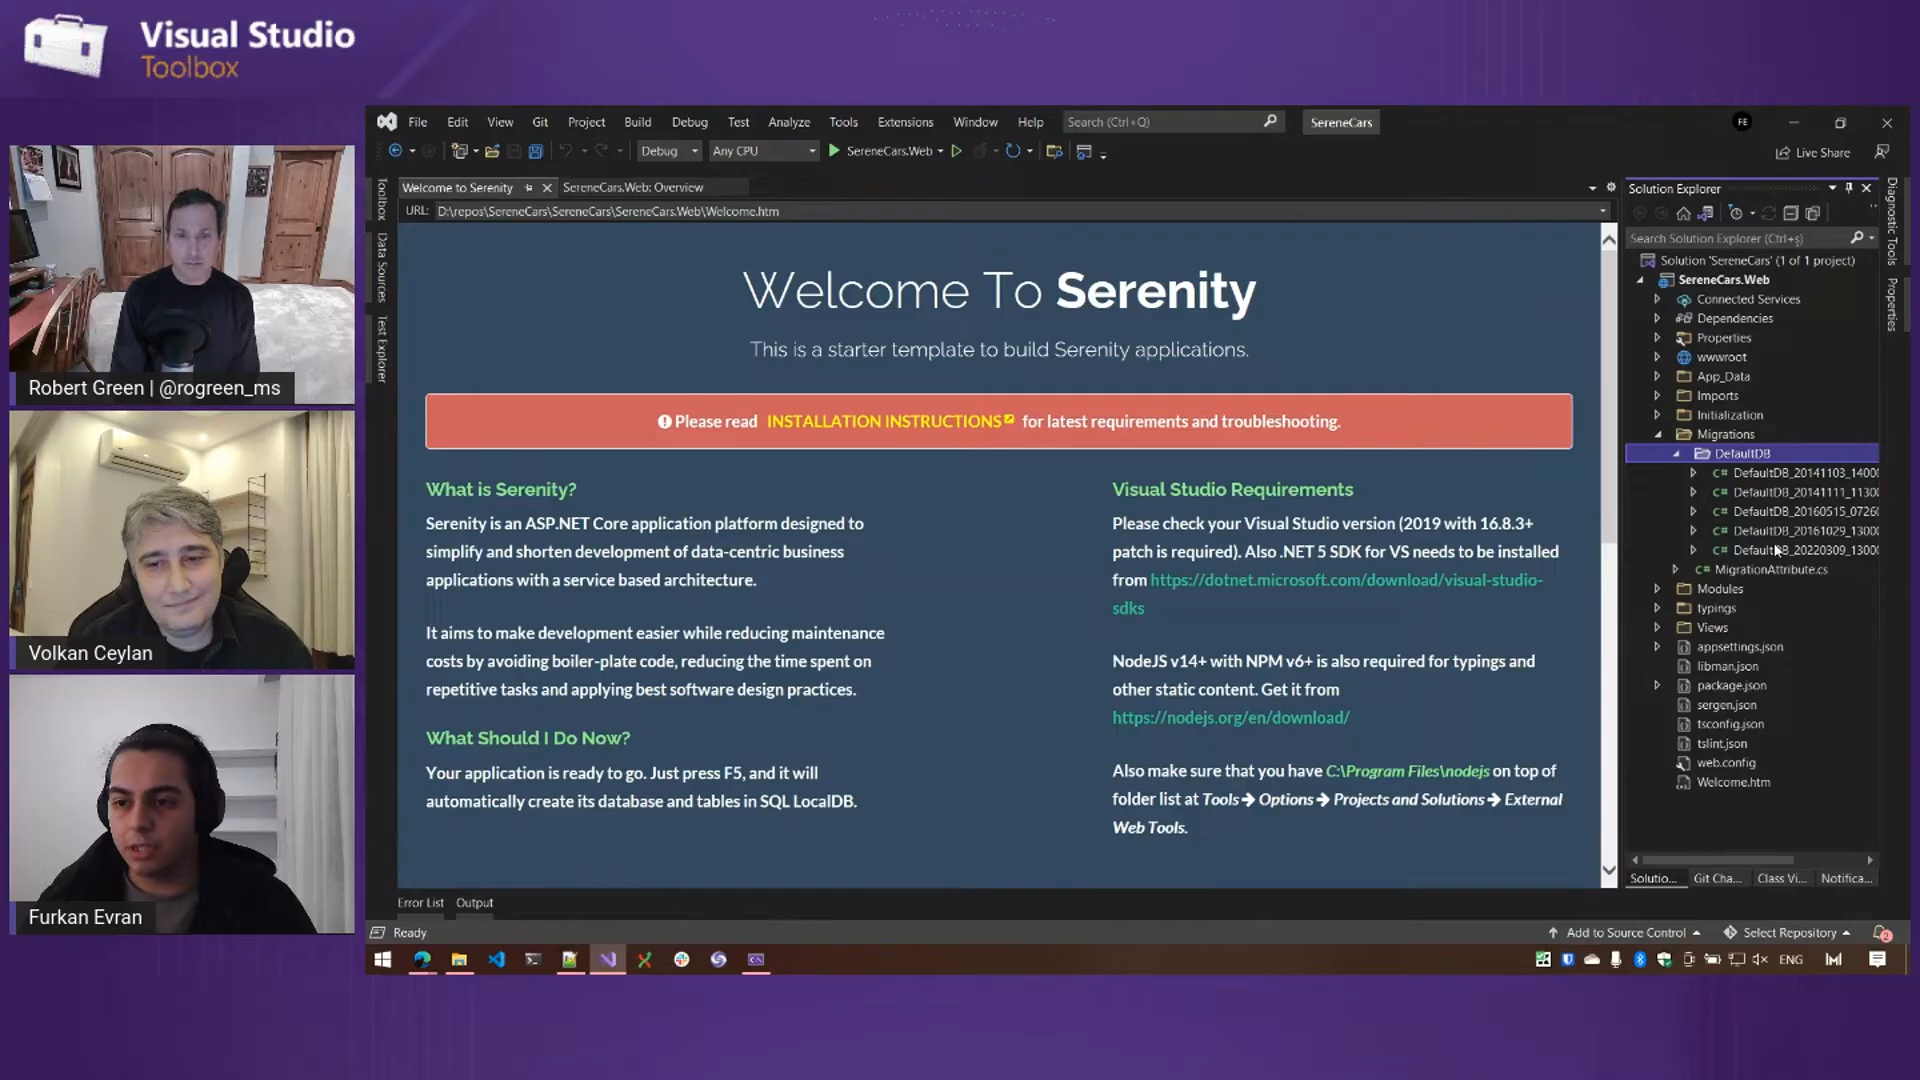 Visual Studio
Toolbox
Robert Green | @rogreen_ms
Volkan Ceylan
Furkan Evran
File Edit View Git Project Build Debug Test Analyze Tools Extensions Window Help Search (Ctrl+Q) SereneCars FE
Debug Any CPU SereneCars.Web Live Share
Toolbox
Data Sources
Test Explorer
Welcome to Serenity SereneCars.Web: Overview
URL: D:\repos\SereneCars\SereneCars\SereneCars.Web\Welcome.htm
Welcome To Serenity
This is a starter template to build Serenity applications.
Please read INSTALLATION INSTRUCTIONS for latest requirements and troubleshooting.
What is Serenity?
Serenity is an ASP.NET Core application platform designed to
simplify and shorten development of data-centric business
applications with a service based architecture.
It aims to make development easier while reducing maintenance
costs by avoiding boiler-plate code, reducing the time spent on
repetitive tasks and applying best software design practices.
What Should I Do Now?
Your application is ready to go. Just press F5, and it will
automatically create its database and tables in SQL LocalDB.
Visual Studio Requirements
Please check your Visual Studio version (2019 with 16.8.3+
patch is required). Also .NET 5 SDK for VS needs to be installed
from https://dotnet.microsoft.com/download/visual-studio-
sdks
NodeJS v14+ with NPM v6+ is also required for typings and
other static content. Get it from
https://nodejs.org/en/download/
Also make sure that you have C:\Program Files\nodejs on top of
folder list at Tools → Options → Projects and Solutions → External
Web Tools.
Solution Explorer
Search Solution Explorer (Ctrl+ş)
Solution 'SereneCars' (1 of 1 project)
SereneCars.Web
Connected Services
Dependencies
Properties
wwwroot
App_Data
Imports
Initialization
Migrations
DefaultDB
C# DefaultDB_20141103_14000
C# DefaultDB_20141111_11300
C# DefaultDB_20160515_07260
C# DefaultDB_20161029_13000
C# DefaultDB_20220309_13000
C# MigrationAttribute.cs
Modules
typings
Views
appsettings.json
libman.json
package.json
sergen.json
tsconfig.json
tslint.json
web.config
Welcome.htm
Solutio... Git Cha... Class Vi... Notifica...
Diagnostic Tools
Properties
Error List Output
Ready Add to Source Control Select Repository 2
ENG